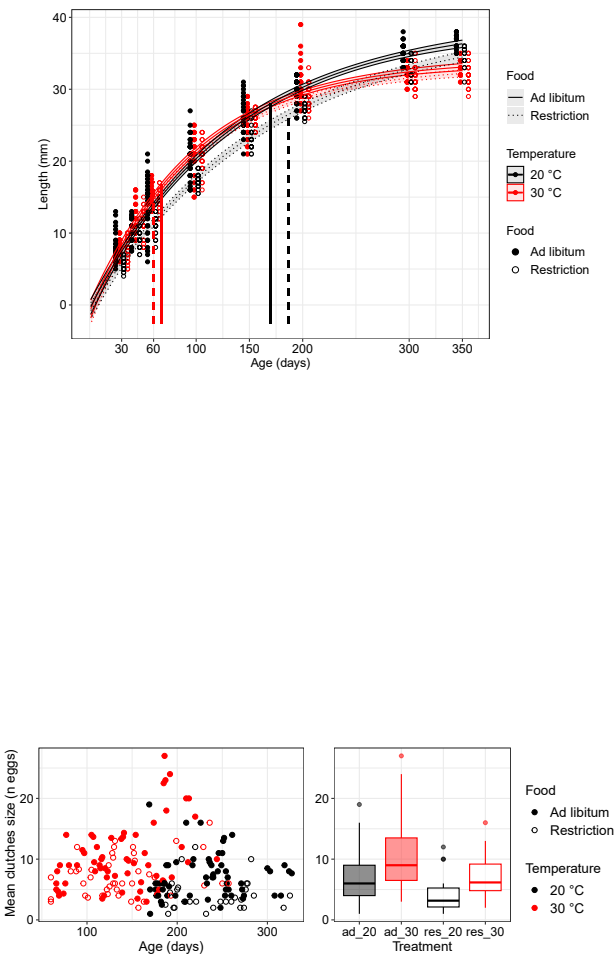 40
30
20
10
0
Length (mm)
30 60 100 150 200 300 350
Age (days)
Food
Ad libitum
Restriction
Temperature
20 °C
30 °C
Food
Ad libitum
Restriction
Mean clutches size (n eggs)
20
10
0
100 200 300
Age (days)
20
10
0
ad_20 ad_30 res_20 res_30
Treatment
Food
Ad libitum
Restriction
Temperature
20 °C
30 °C